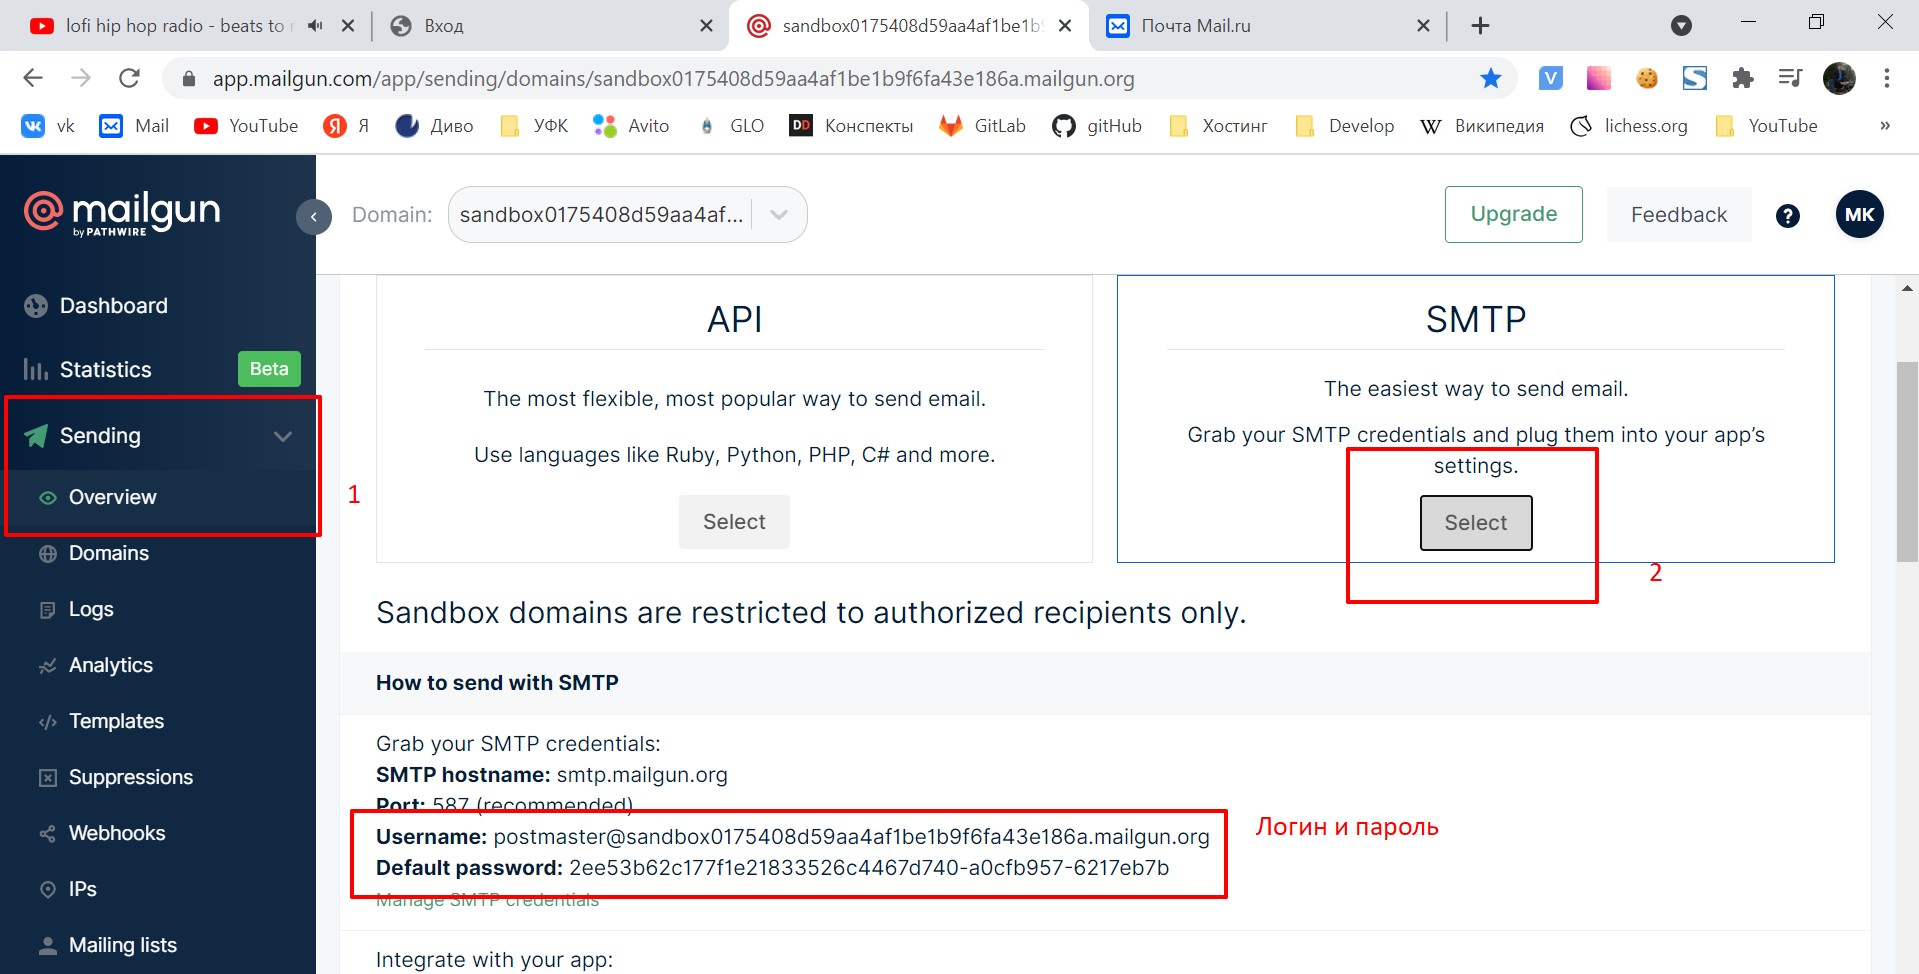 lofi hip hop radio - beats to r
Вход
sandbox0175408d59aa4af1be1b9
Почта Mail.ru
app.mailgun.com/app/sending/domains/sandbox0175408d59aa4af1be1b9f6fa43e186a.mailgun.org
vk Mail YouTube Я Диво УФК Avito GLO DD Конспекты GitLab gitHub Хостинг Develop W Википедия lichess.org YouTube »
mailgun
by PATHWIRE
Domain: sandbox0175408d59aa4af...
Upgrade
Feedback
?
MK
Dashboard
Statistics Beta
Sending
Overview
Domains
Logs
Analytics
Templates
Suppressions
Webhooks
IPs
Mailing lists
1
API
The most flexible, most popular way to send email.
Use languages like Ruby, Python, PHP, C# and more.
Select
SMTP
The easiest way to send email.
Grab your SMTP credentials and plug them into your app's
settings.
Select
2
Sandbox domains are restricted to authorized recipients only.
How to send with SMTP
Grab your SMTP credentials:
SMTP hostname: smtp.mailgun.org
Port: 587 (recommended)
Username: postmaster@sandbox0175408d59aa4af1be1b9f6fa43e186a.mailgun.org
Default password: 2ee53b62c177f1e21833526c4467d740-a0cfb957-6217eb7b
Логин и пароль
Manage SMTP credentials
Integrate with your app: